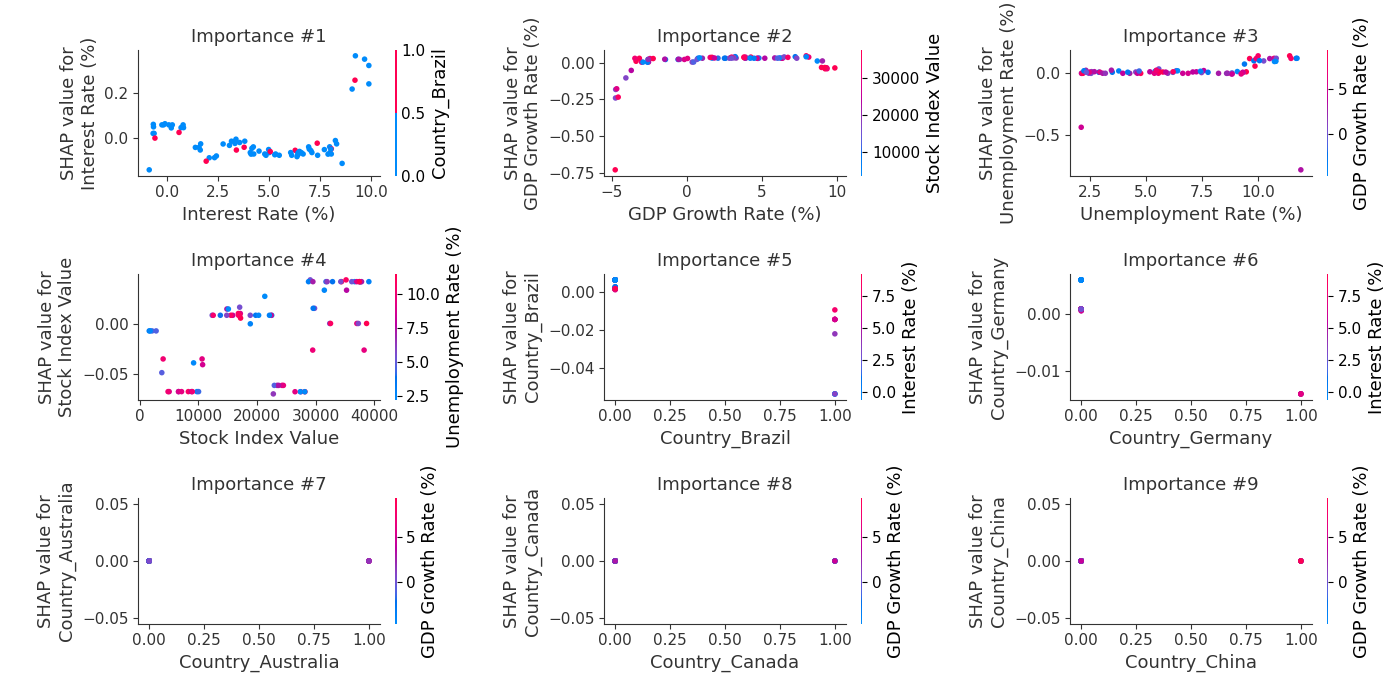 Importance #1
SHAP value for
Interest Rate (%)
0.2
0.0
0.0
2.5
5.0
7.5
10.0
Interest Rate (%)
1.0
0.5
0.0
Country_Brazil
Importance #2
SHAP value for
GDP Growth Rate (%)
0.00
−0.25
−0.50
−0.75
−5
0
5
10
GDP Growth Rate (%)
30000
20000
10000
Stock Index Value
Importance #3
SHAP value for
Unemployment Rate (%)
0.0
−0.5
2.5
5.0
7.5
10.0
Unemployment Rate (%)
5
0
GDP Growth Rate (%)
Importance #4
SHAP value for
Stock Index Value
0.00
−0.05
0
10000
20000
30000
40000
Stock Index Value
10.0
7.5
5.0
2.5
Unemployment Rate (%)
Importance #5
SHAP value for
Country_Brazil
0.00
−0.02
−0.04
0.00
0.25
0.50
0.75
1.00
Country_Brazil
7.5
5.0
2.5
0.0
Interest Rate (%)
Importance #6
SHAP value for
Country_Germany
0.00
−0.01
0.00
0.25
0.50
0.75
1.00
Country_Germany
7.5
5.0
2.5
0.0
Interest Rate (%)
Importance #7
SHAP value for
Country_Australia
0.05
0.00
−0.05
0.00
0.25
0.50
0.75
1.00
Country_Australia
5
0
GDP Growth Rate (%)
Importance #8
SHAP value for
Country_Canada
0.05
0.00
−0.05
0.00
0.25
0.50
0.75
1.00
Country_Canada
5
0
GDP Growth Rate (%)
Importance #9
SHAP value for
Country_China
0.05
0.00
−0.05
0.00
0.25
0.50
0.75
1.00
Country_China
5
0
GDP Growth Rate (%)